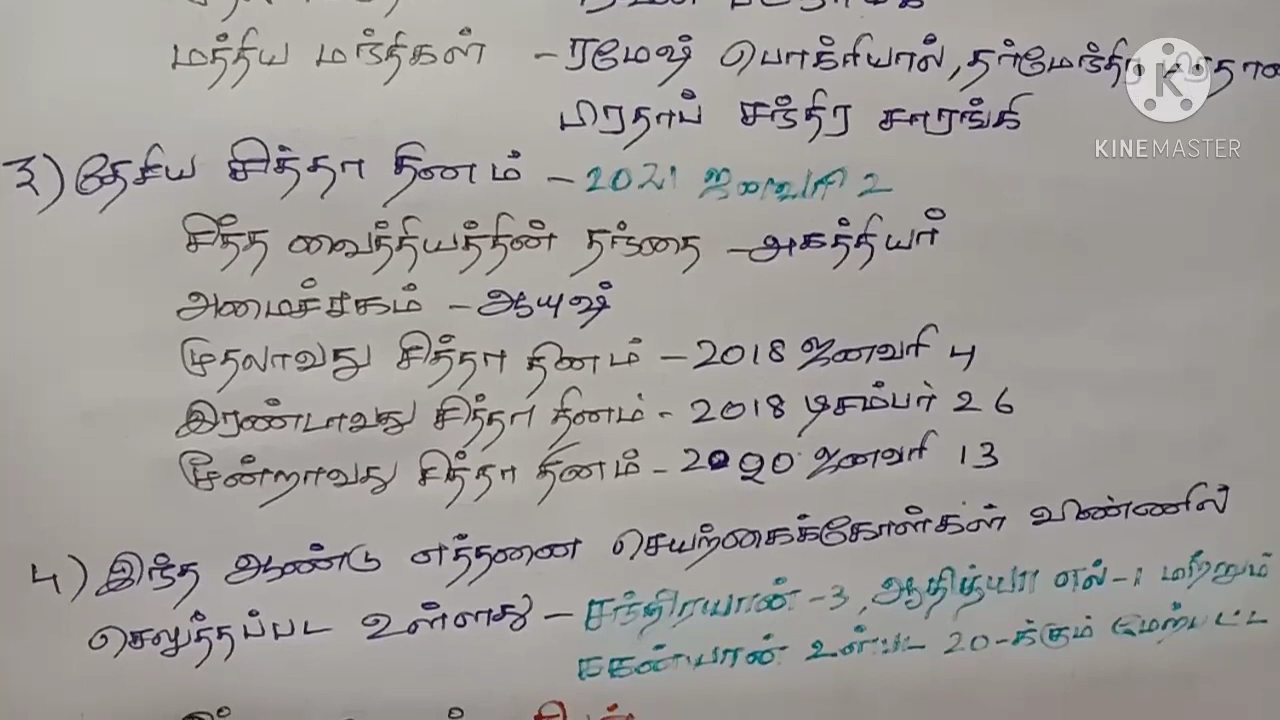 மத்திய மந்திகள் - ரமேஷ் பொக்ரியால், தர்மேந்திர
பிரதாப் சந்திர சாரங்கி
KINEMASTER
3) தேசிய சித்தா தினம் - 2021 ஜனவரி 2
சித்த வைத்தியத்தின் தந்தை - அகத்தியர்
அமைச்சகம் - ஆயுஷ்
முதலாவது சித்தா தினம் - 2018 ஜனவரி 4
இரண்டாவது சித்தா தினம் - 2018 டிசம்பர் 26
மூன்றாவது சித்தா தினம் - 2020 ஜனவரி 13
4) இந்த ஆண்டு எத்தனை செயற்கைக்கோள்கள் விண்ணில்
செலுத்தப்பட உள்ளது - சந்திரயான் - 3, ஆதித்யா எல் - 1 மற்றும்
ககன்யான் உள்பட 20 - க்கும் மேற்பட்ட